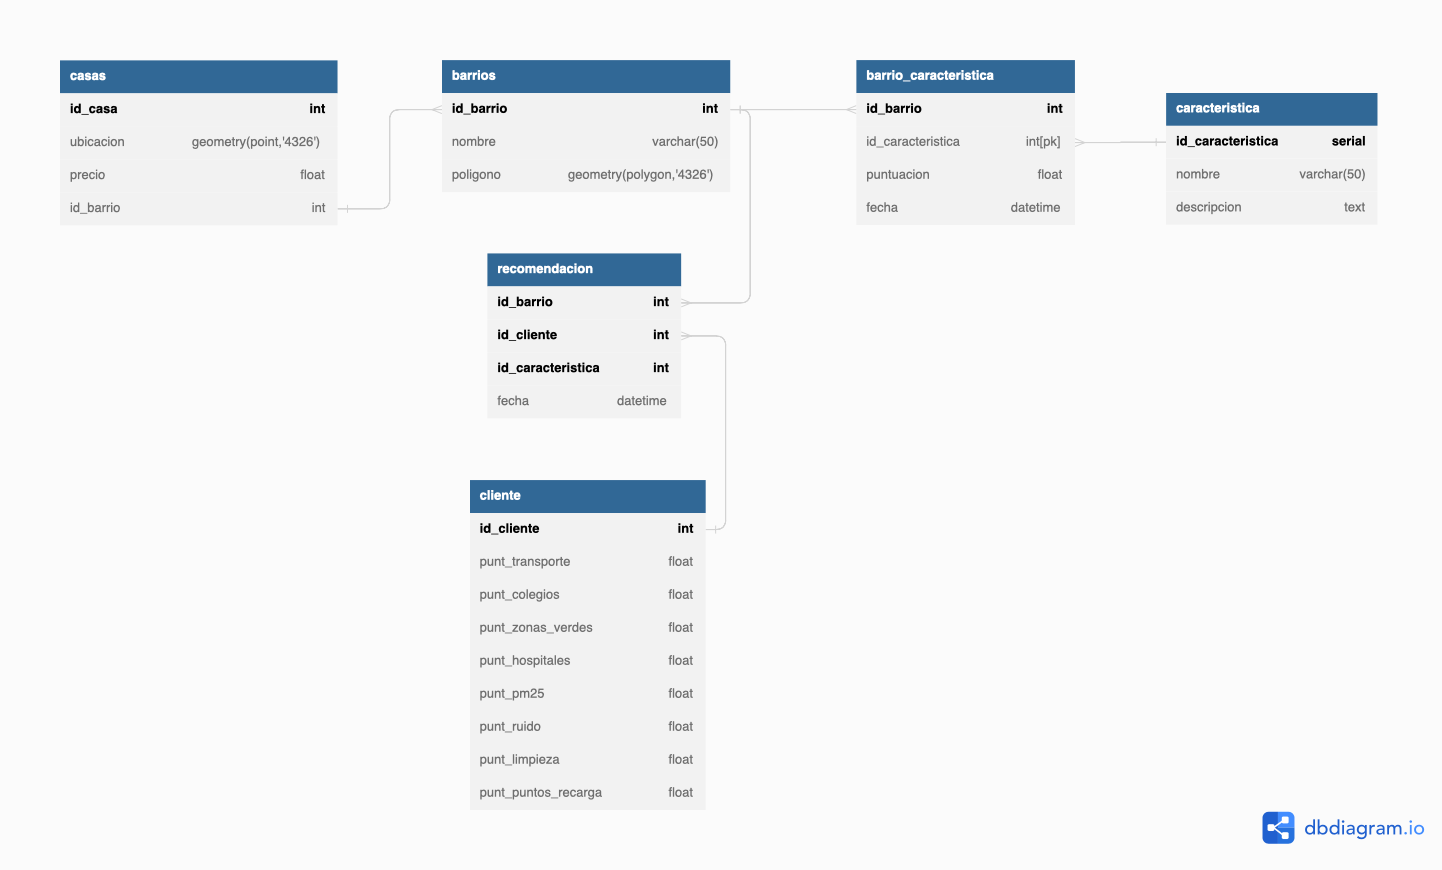 casas
id_casa int
ubicacion geometry(point,'4326')
precio float
id_barrio int
barrios
id_barrio int
nombre varchar(50)
poligono geometry(polygon,'4326')
barrio_caracteristica
id_barrio int
id_caracteristica int[pk]
puntuacion float
fecha datetime
caracteristica
id_caracteristica serial
nombre varchar(50)
descripcion text
recomendacion
id_barrio int
id_cliente int
id_caracteristica int
fecha datetime
cliente
id_cliente int
punt_transporte float
punt_colegios float
punt_zonas_verdes float
punt_hospitales float
punt_pm25 float
punt_ruido float
punt_limpieza float
punt_puntos_recarga float
dbdiagram.io